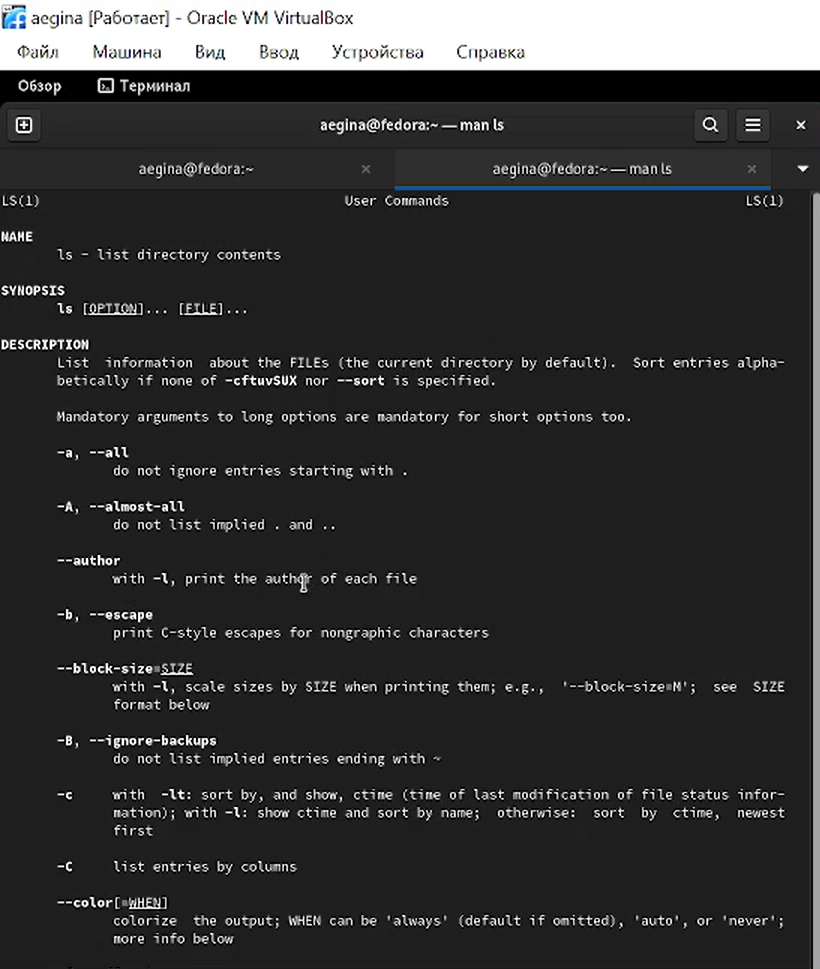 aegina [Работает] - Oracle VM VirtualBox
Файл Машина Вид Ввод Устройства Справка
Обзор Терминал
aegina@fedora:~ — man ls
aegina@fedora:~ aegina@fedora:~ — man ls
LS(1) User Commands LS(1)
NAME
ls - list directory contents
SYNOPSIS
ls [OPTION]... [FILE]...
DESCRIPTION
List information about the FILEs (the current directory by default). Sort entries alpha-
betically if none of -cftuvSUX nor --sort is specified.
Mandatory arguments to long options are mandatory for short options too.
-a, --all
do not ignore entries starting with .
-A, --almost-all
do not list implied . and ..
--author
with -l, print the author of each file
-b, --escape
print C-style escapes for nongraphic characters
--block-size=SIZE
with -l, scale sizes by SIZE when printing them; e.g., '--block-size=M'; see SIZE
format below
-B, --ignore-backups
do not list implied entries ending with ~
-c with -lt: sort by, and show, ctime (time of last modification of file status infor-
mation); with -l: show ctime and sort by name; otherwise: sort by ctime, newest
first
-C list entries by columns
--color[=WHEN]
colorize the output; WHEN can be 'always' (default if omitted), 'auto', or 'never';
more info below